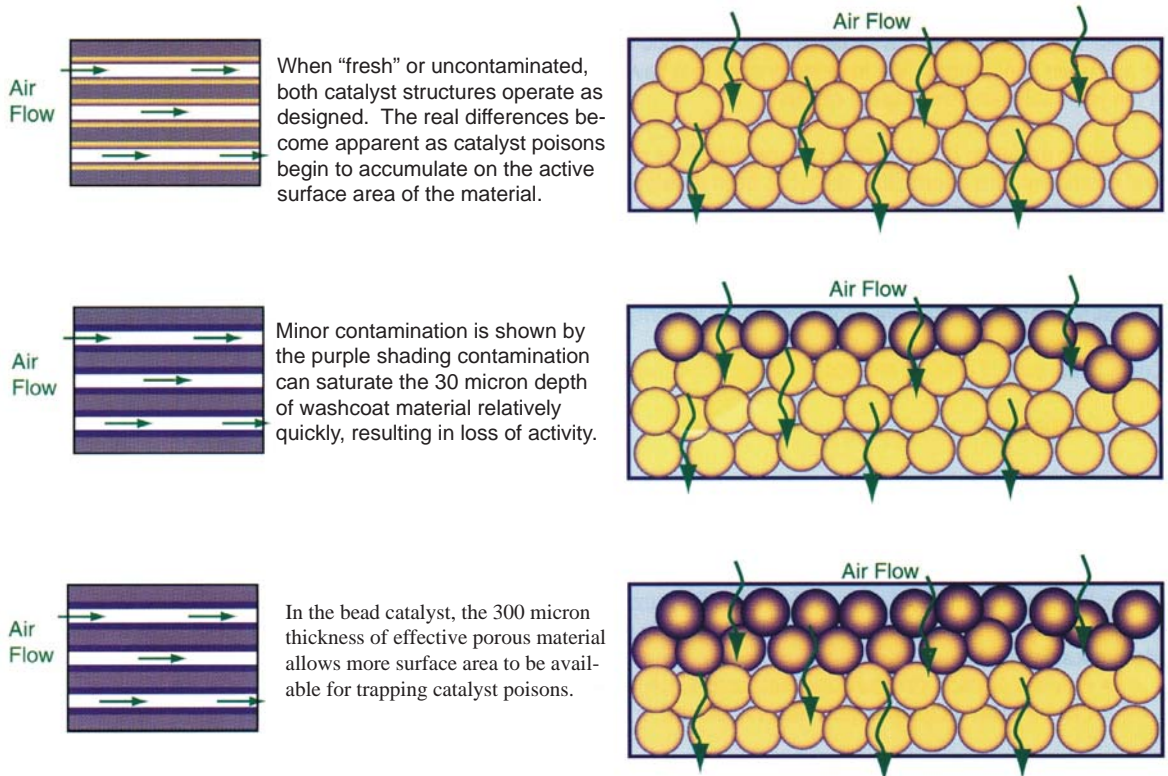 Air Flow
Air
Flow
When “fresh” or uncontaminated,
both catalyst structures operate as
designed. The real differences be-
come apparent as catalyst poisons
begin to accumulate on the active
surface area of the material.
Air Flow
Air
Flow
Minor contamination is shown by
the purple shading contamination
can saturate the 30 micron depth
of washcoat material relatively
quickly, resulting in loss of activity.
Air Flow
Air
Flow
In the bead catalyst, the 300 micron
thickness of effective porous material
allows more surface area to be avail-
able for trapping catalyst poisons.